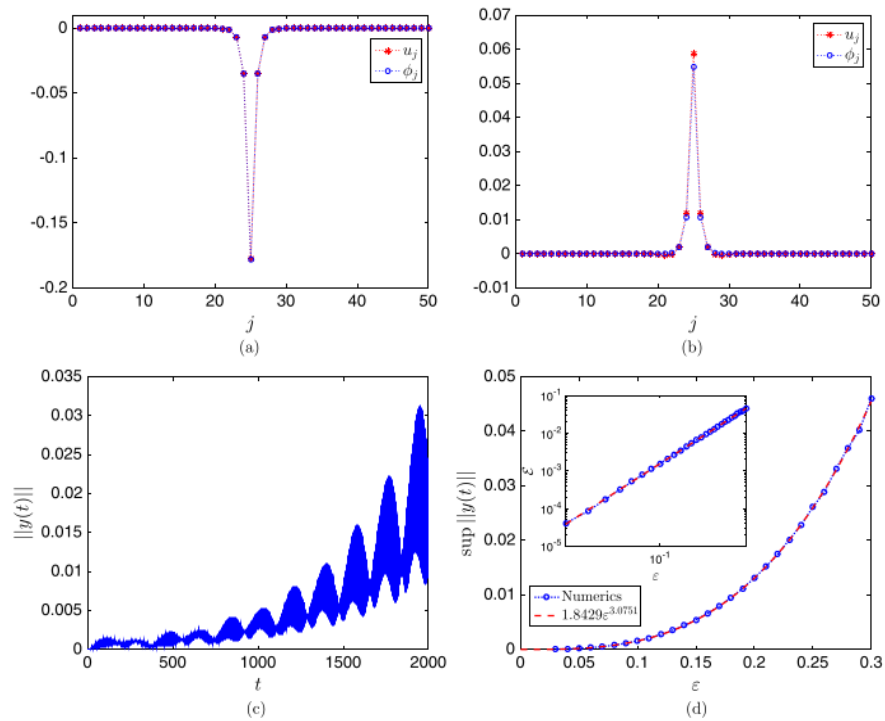 0
-0.05
-0.1
-0.15
-0.2
0 10 20 30 40 50
j
(a)
u_j
ϕ_j
0.07
0.06
0.05
0.04
0.03
0.02
0.01
0
-0.01
0 10 20 30 40 50
j
(b)
u_j
ϕ_j
0.035
0.03
0.025
0.02
0.015
0.01
0.005
0
||y(t)||
0 500 1000 1500 2000
t
(c)
0.05
0.04
0.03
0.02
0.01
0
sup ||y(t)||
10^{-1}
10^{-2}
10^{-3}
10^{-4}
10^{-5}
ε
10^{-1}
ε
Numerics
1.8429ε^{3.0751}
0 0.05 0.1 0.15 0.2 0.25 0.3
ε
(d)